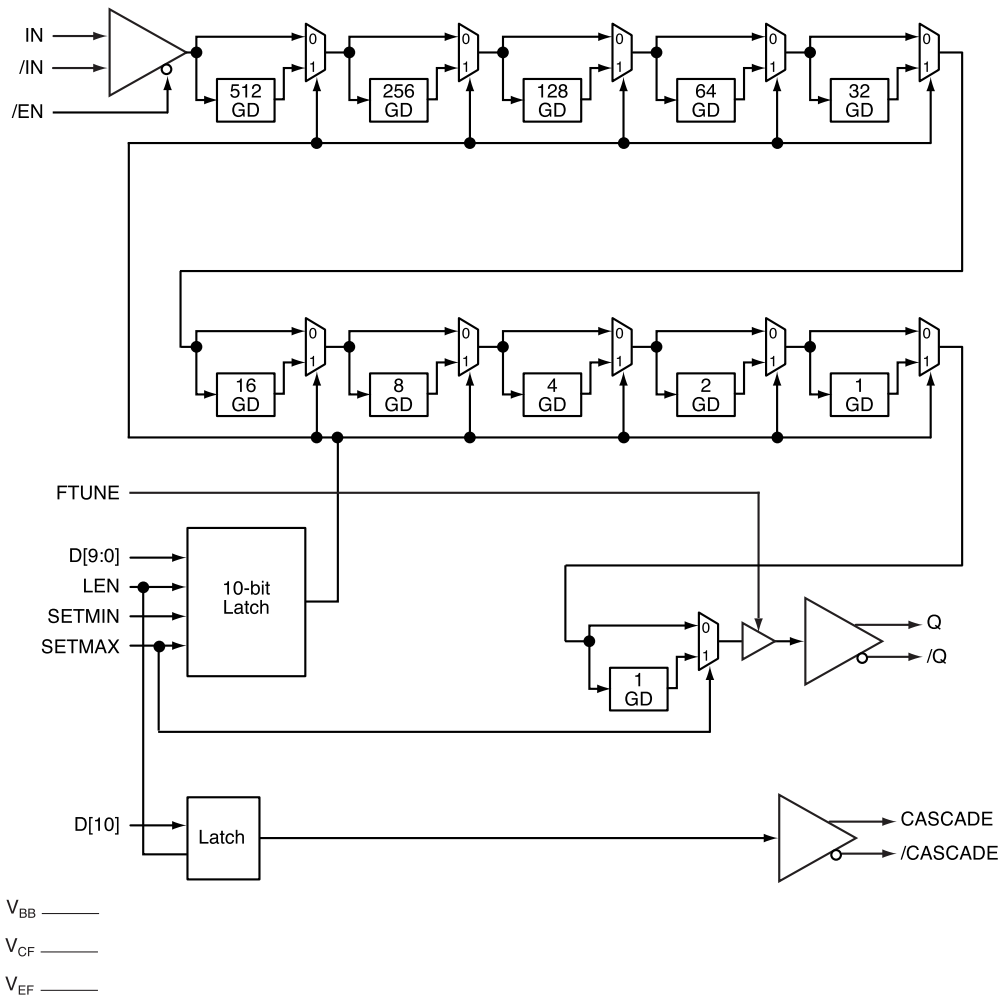 IN
/IN
/EN
0
1
512
GD
0
1
256
GD
0
1
128
GD
0
1
64
GD
0
1
32
GD
0
1
16
GD
0
1
8
GD
0
1
4
GD
0
1
2
GD
0
1
1
GD
FTUNE
D[9:0]
LEN
SETMIN
SETMAX
10-bit
Latch
0
1
1
GD
Q
/Q
D[10]
Latch
CASCADE
/CASCADE
VBB
VCF
VEF